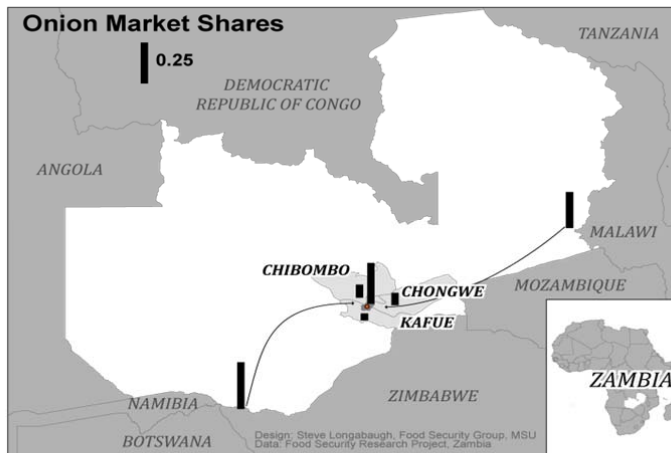 Onion Market Shares
0.25
TANZANIA
DEMOCRATIC
REPUBLIC OF CONGO
ANGOLA
MALAWI
CHIBOMBO
CHONGWE
MOZAMBIQUE
KAFUE
ZAMBIA
NAMIBIA
ZIMBABWE
BOTSWANA
Design: Steve Longabaugh, Food Security Group, MSU
Data: Food Security Research Project, Zambia